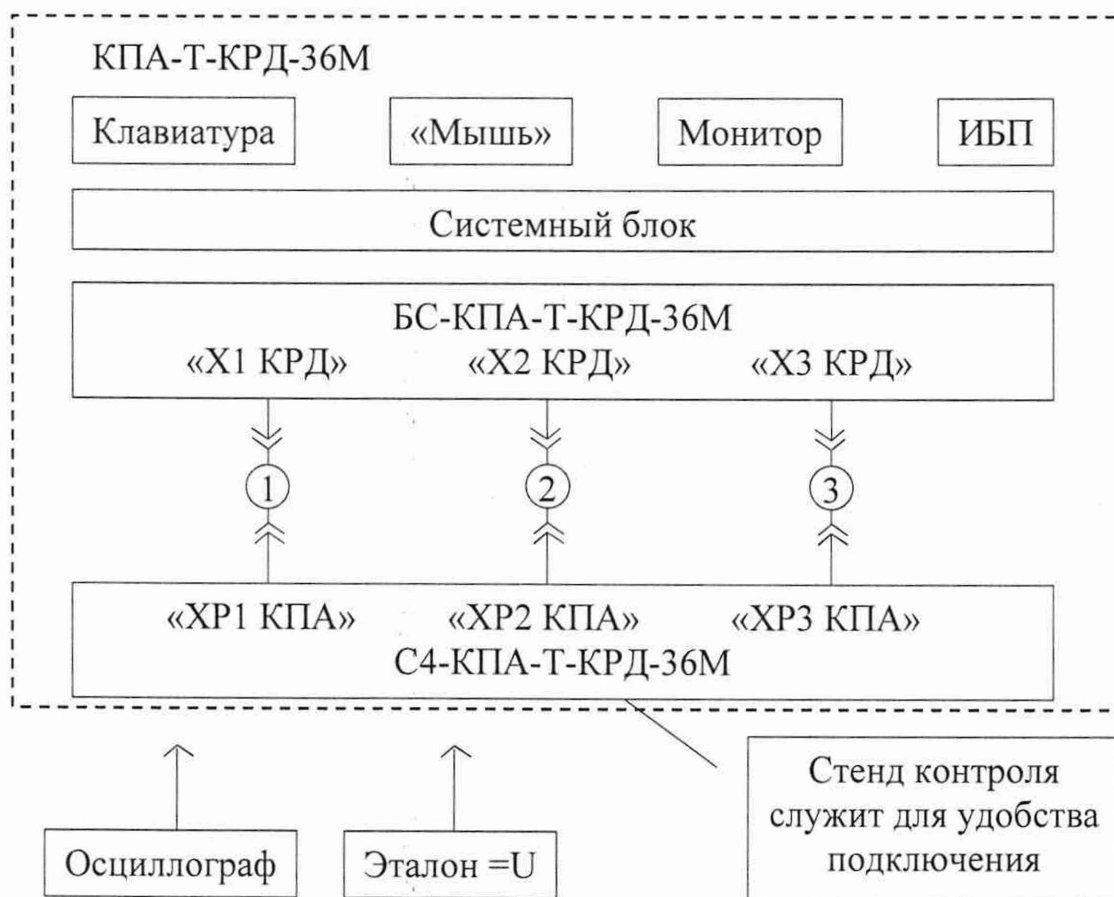 КПА-Т-КРД-36М
Клавиатура
«Мышь»
Монитор
ИБП
Системный блок
БС-КПА-Т-КРД-36М
«Х1 КРД»
«Х2 КРД»
«Х3 КРД»
1
2
3
«ХР1 КПА»
«ХР2 КПА»
«ХР3 КПА»
С4-КПА-Т-КРД-36М
Осциллограф
Эталон =U
Стенд контроля
служит для удобства
подключения